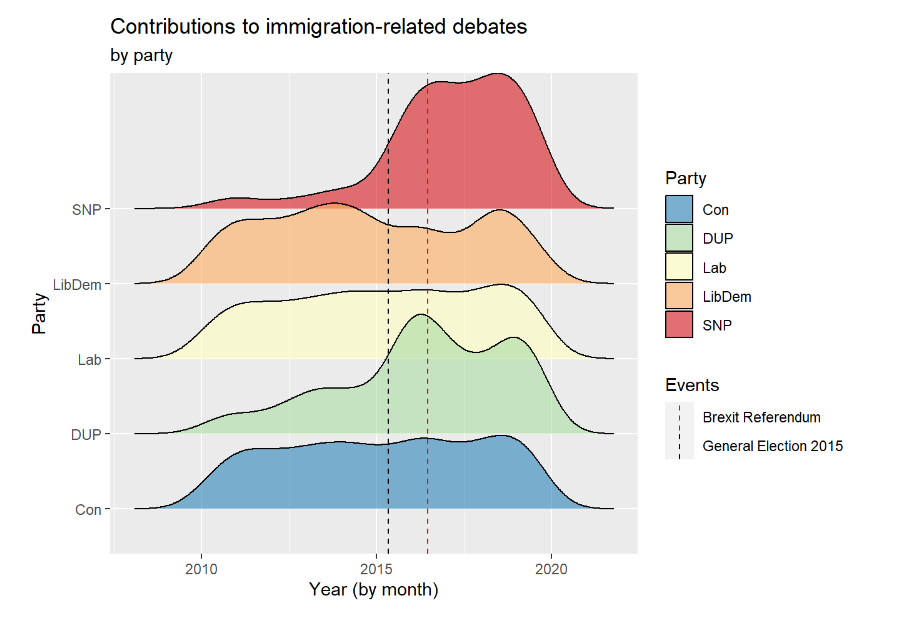 Contributions to immigration-related debates
by party
SNP
LibDem
Lab
DUP
Con
Party
2010
2015
2020
Year (by month)
Party
Con
DUP
Lab
LibDem
SNP
Events
Brexit Referendum
General Election 2015